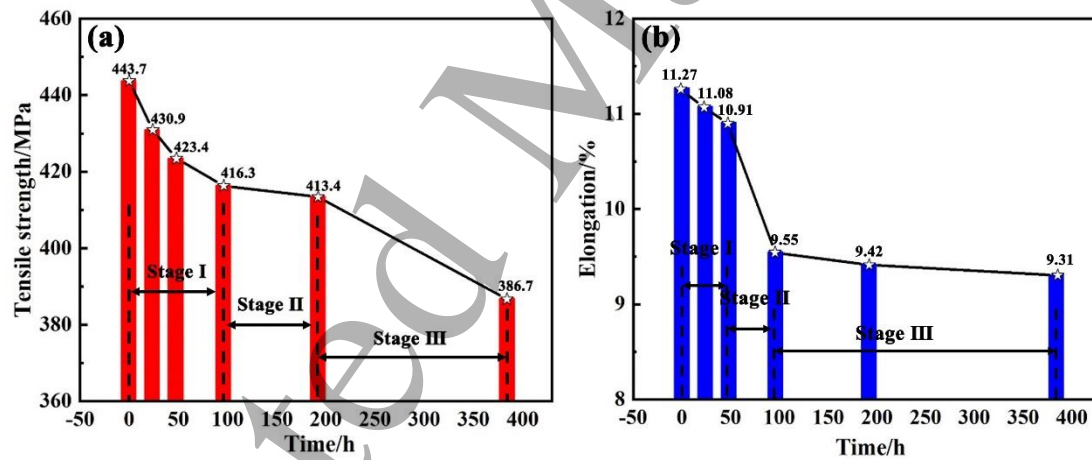 (a)
Tensile strength/MPa
460
440
420
400
380
360
443.7
430.9
423.4
416.3
413.4
386.7
Stage I
Stage II
Stage III
-50 0 50 100 150 200 250 300 350 400
Time/h
(b)
Elongation/%
12
11
10
9
8
11.27
11.08
10.91
9.55
9.42
9.31
Stage I
Stage II
Stage III
-50 0 50 100 150 200 250 300 350 400
Time/h
ted M